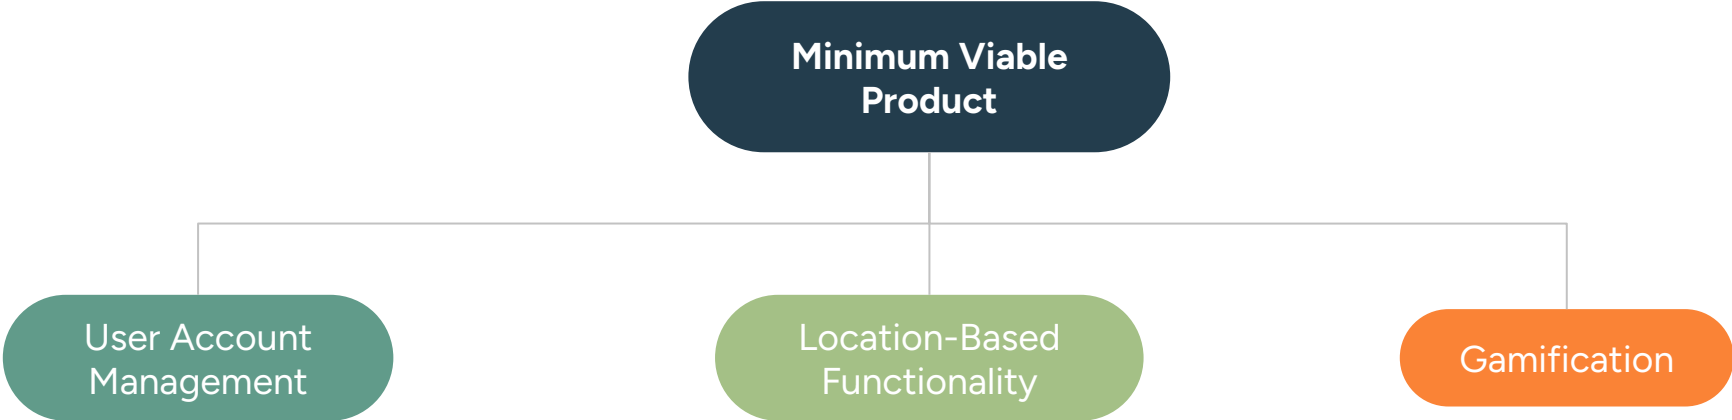 Minimum Viable
Product
User Account
Management
Location-Based
Functionality
Gamification